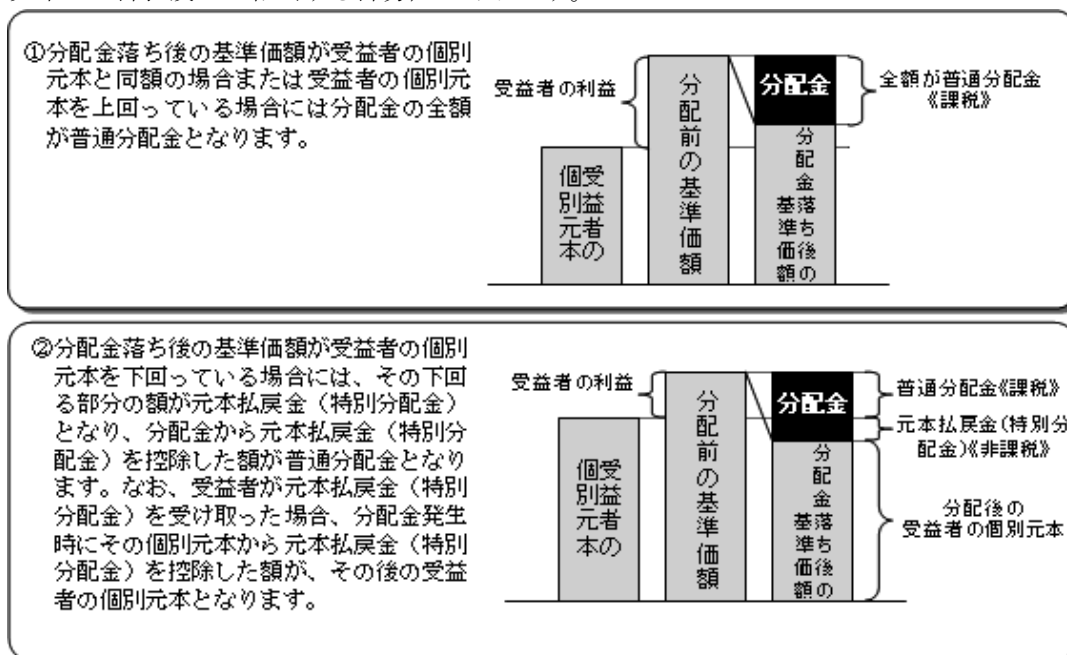 ①分配金落ち後の基準価額が受益者の個別
元本と同額の場合または受益者の個別元
本を上回っている場合には分配金の全額
が普通分配金となります。
受益者の利益
分配前の基準価額
分配金
全額が普通分配金
《課税》
受益者の
個別元本
分配金落ち後の
基準価額
②分配金落ち後の基準価額が受益者の個別
元本を下回っている場合には、その下回
る部分の額が元本払戻金（特別分配金）
となり、分配金から元本払戻金（特別分
配金）を控除した額が普通分配金となり
ます。なお、受益者が元本払戻金（特別
分配金）を受け取った場合、分配金発生
時にその個別元本から元本払戻金（特別
分配金）を控除した額が、その後の受益
者の個別元本となります。
受益者の利益
分配前の基準価額
分配金
普通分配金《課税》
元本払戻金(特別分
配金)《非課税》
受益者の
個別元本
分配金落ち後の
基準価額
分配後の
受益者の個別元本